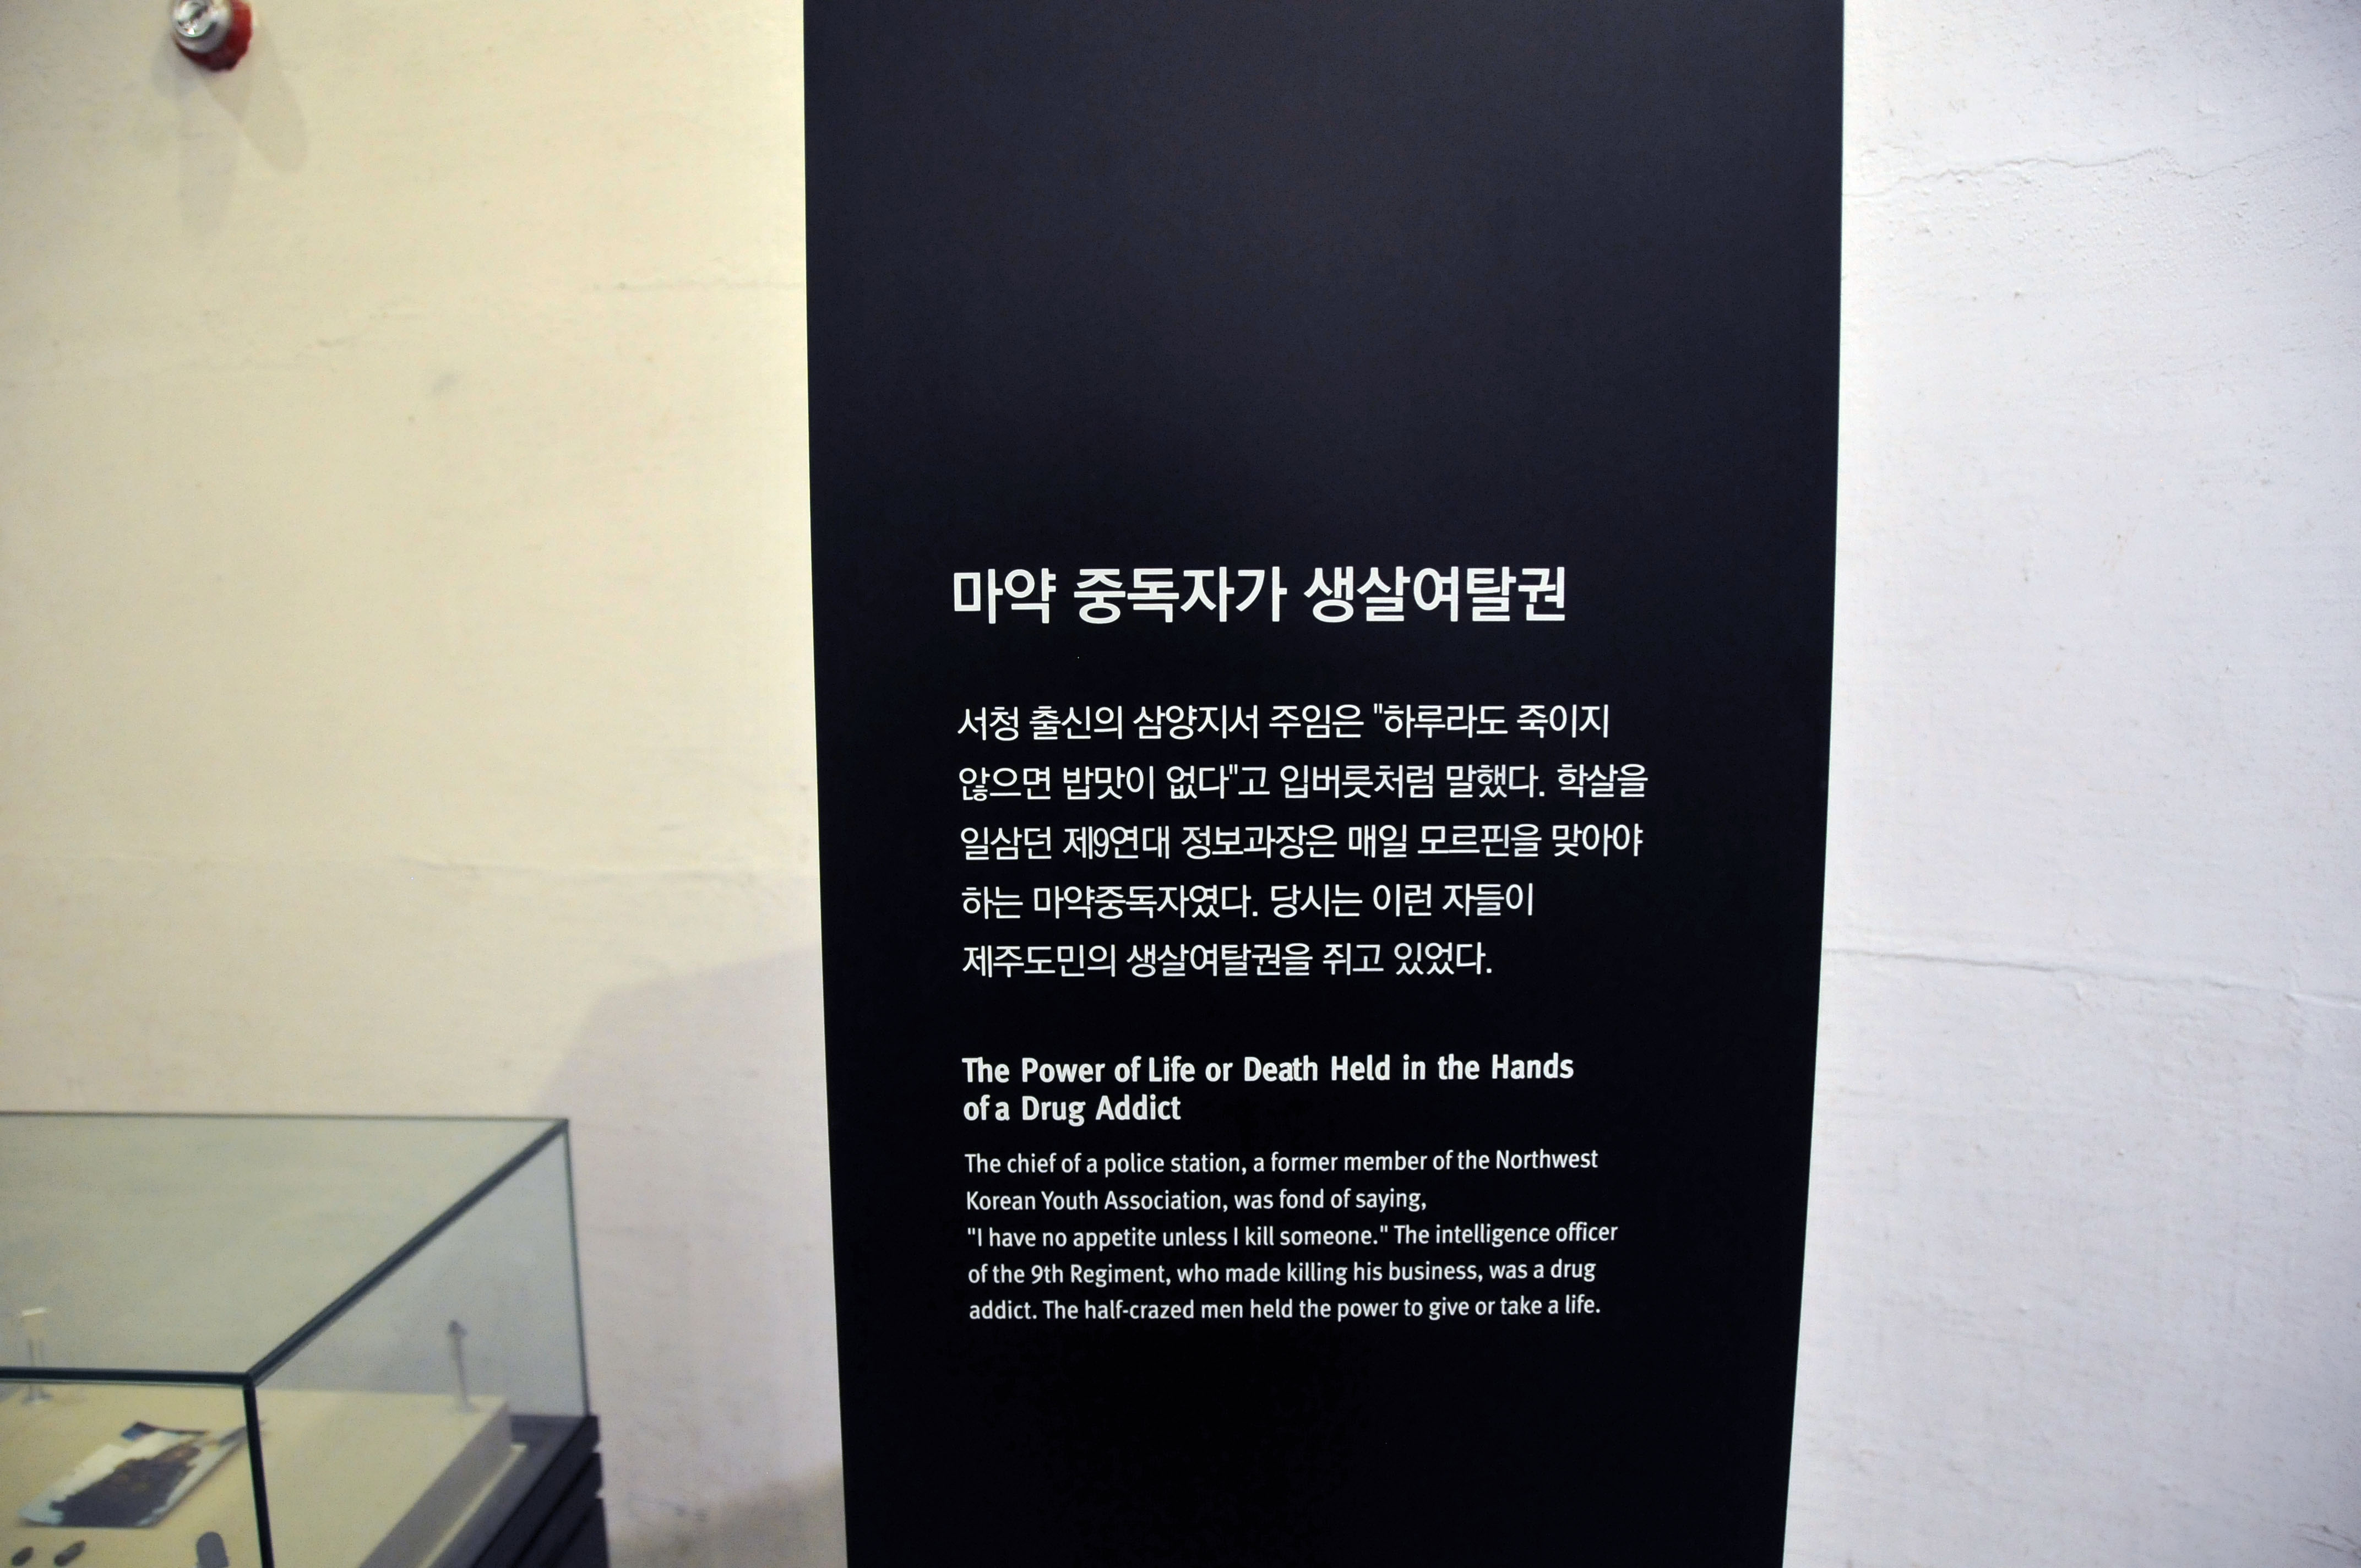 마약 중독자가 생살여탈권
서청 출신의 삼양지서 주임은 "하루라도 죽이지
않으면 밥맛이 없다"고 입버릇처럼 말했다. 학살을
일삼던 제9연대 정보과장은 매일 모르핀을 맞아야
하는 마약중독자였다. 당시는 이런 자들이
제주도민의 생살여탈권을 쥐고 있었다.
The Power of Life or Death Held in the Hands
of a Drug Addict
The chief of a police station, a former member of the Northwest
Korean Youth Association, was fond of saying,
"I have no appetite unless I kill someone." The intelligence officer
of the 9th Regiment, who made killing his business, was a drug
addict. The half-crazed men held the power to give or take a life.